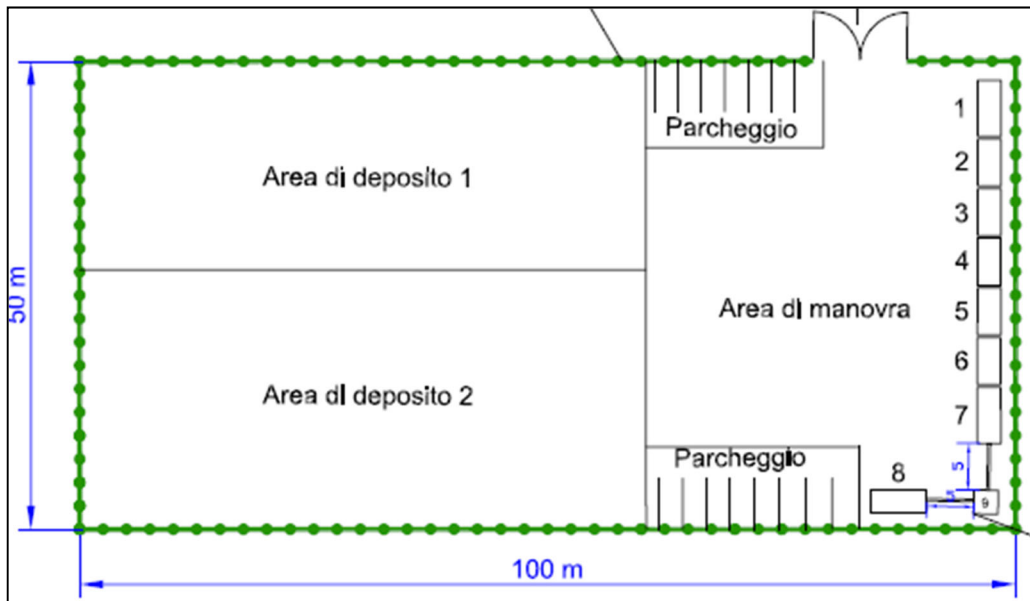 Parcheggio
1
2
3
4
5
6
7
Area di deposito 1
Area di manovra
50 m
Area di deposito 2
Parcheggio
8
5
9
100 m